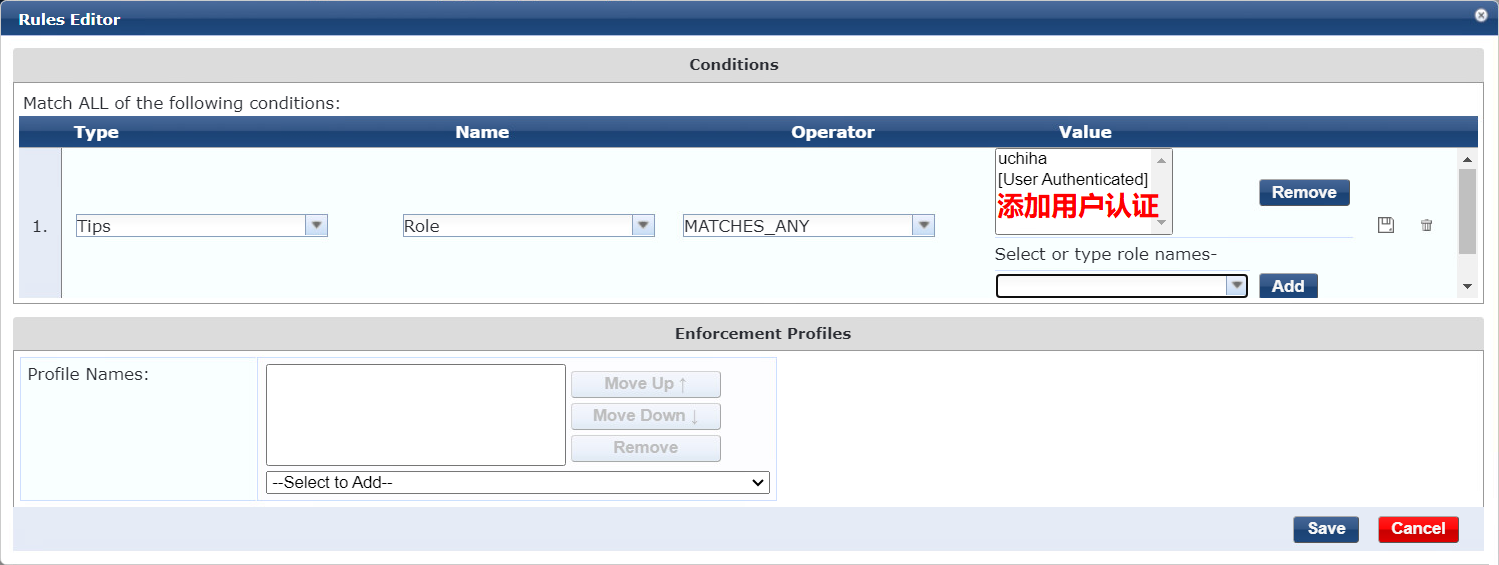 Rules Editor
Conditions
Match ALL of the following conditions:
Type Name Operator Value
uchiha
[User Authenticated]
添加用户认证
Remove
1. Tips Role MATCHES_ANY
Select or type role names-
Add
Enforcement Profiles
Profile Names:
Move Up ↑
Move Down ↓
Remove
--Select to Add--
Save Cancel